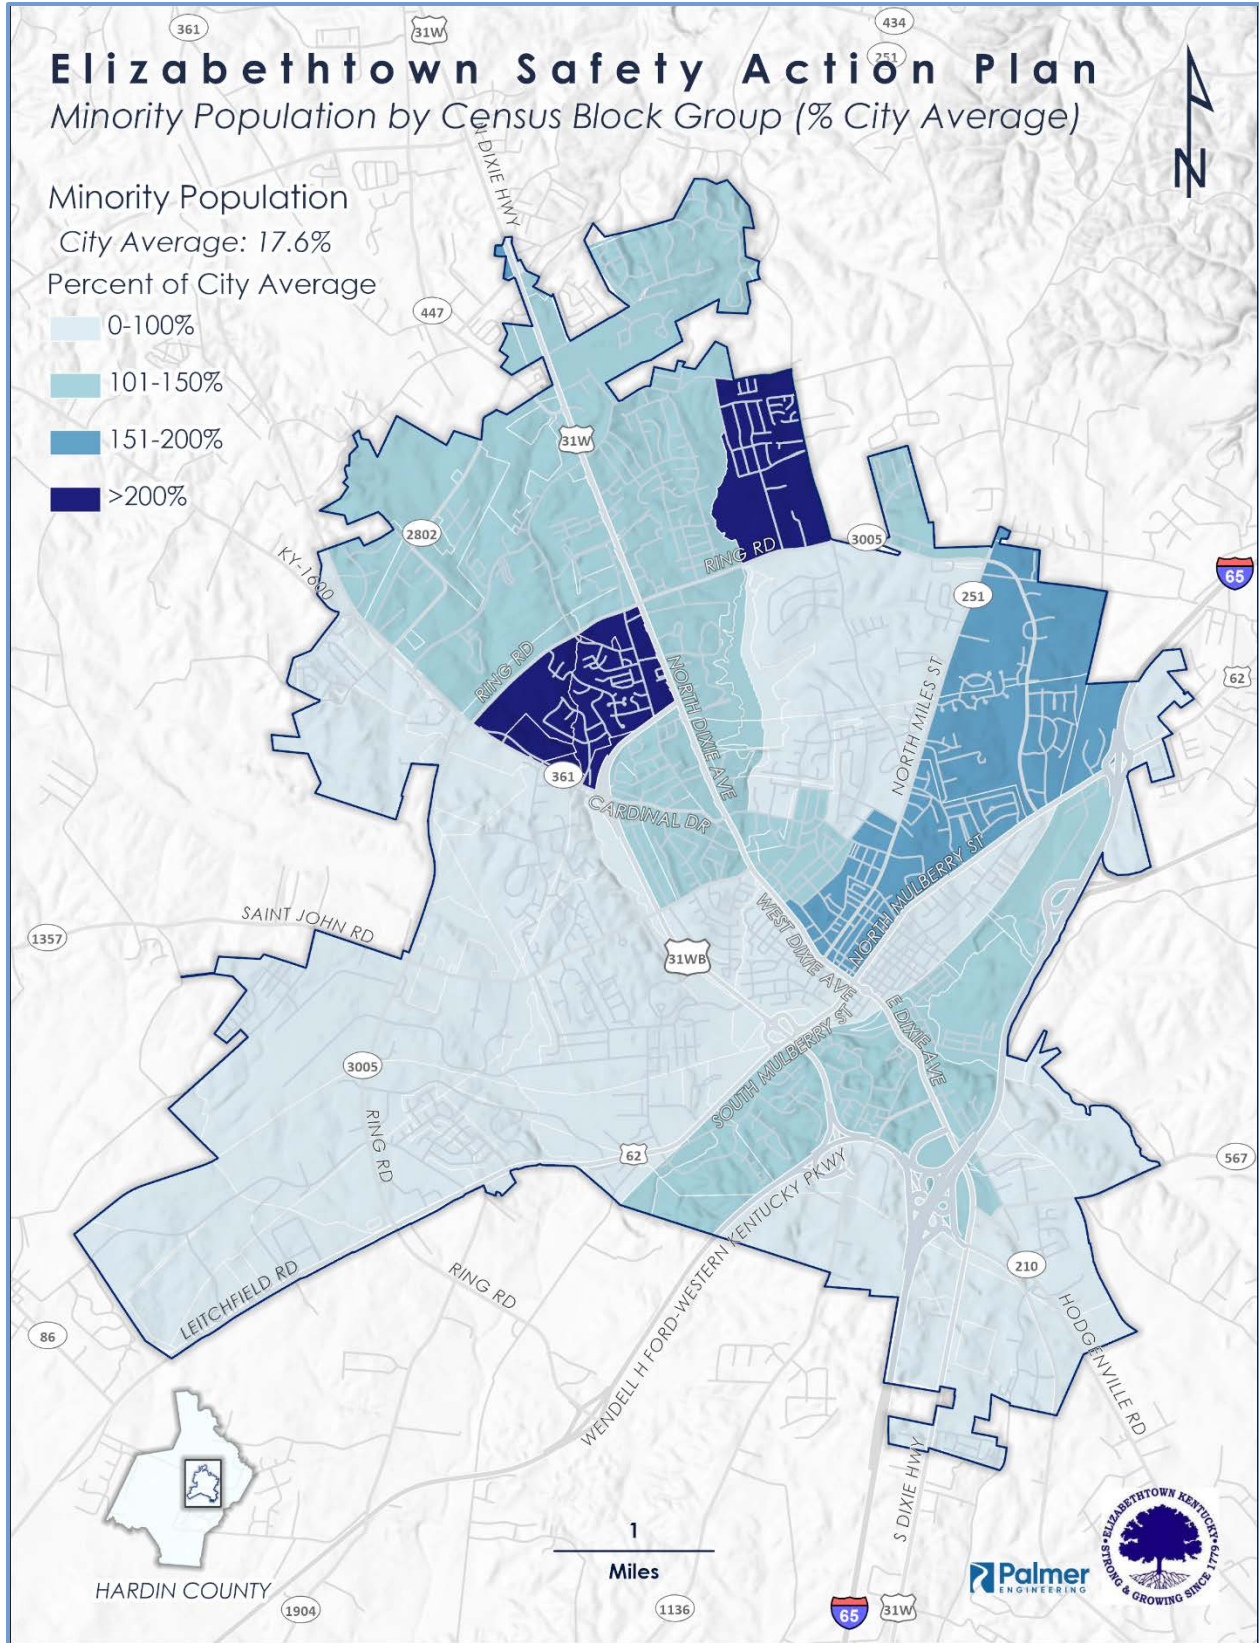 361
31W
434
251
Elizabethtown Safety Action Plan
Minority Population by Census Block Group (% City Average)
N DIXIE HWY
N
Minority Population
City Average: 17.6%
Percent of City Average
0-100%
101-150%
151-200%
>200%
447
31W
2802
KY-1600
RING RD
3005
65
251
RING RD
NORTH DIXIE AVE
NORTH MILES ST
62
361
CARDINAL DR
NORTH MULBERRY ST
SAINT JOHN RD
1357
WEST DIXIE AVE
31WB
E DIXIE AVE
SOUTH MULBERRY ST
3005
RING RD
62
567
WENDELL H FORD-WESTERN KENTUCKY PKWY
210
LEITCHFIELD RD
RING RD
HODGENVILLE RD
86
S DIXIE HWY
HARDIN COUNTY
1
Miles
Palmer
ENGINEERING
ELIZABETHTOWN KENTUCKY
STRONG & GROWING SINCE 1779
1904
1136
65
31W